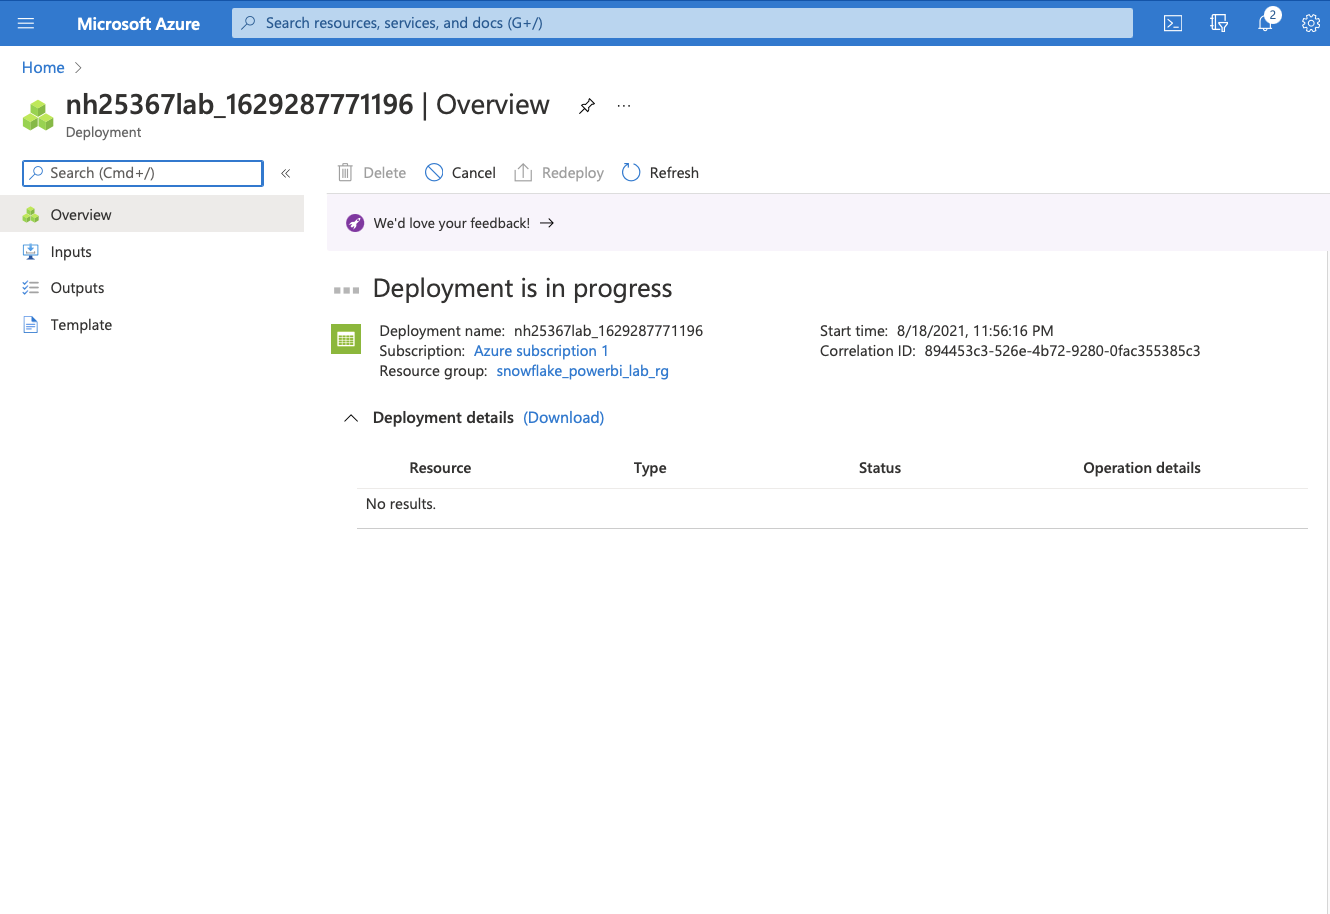 Microsoft Azure
Search resources, services, and docs (G+/)
2
Home
nh25367lab_1629287771196 | Overview
...
Deployment
Search (Cmd+/)
«
Delete
Cancel
Redeploy
Refresh
Overview
Inputs
Outputs
Template
We'd love your feedback! →
Deployment is in progress
Deployment name: nh25367lab_1629287771196
Subscription: Azure subscription 1
Resource group: snowflake_powerbi_lab_rg
Start time: 8/18/2021, 11:56:16 PM
Correlation ID: 894453c3-526e-4b72-9280-0fac355385c3
Deployment details (Download)
Resource Type Status Operation details
No results.